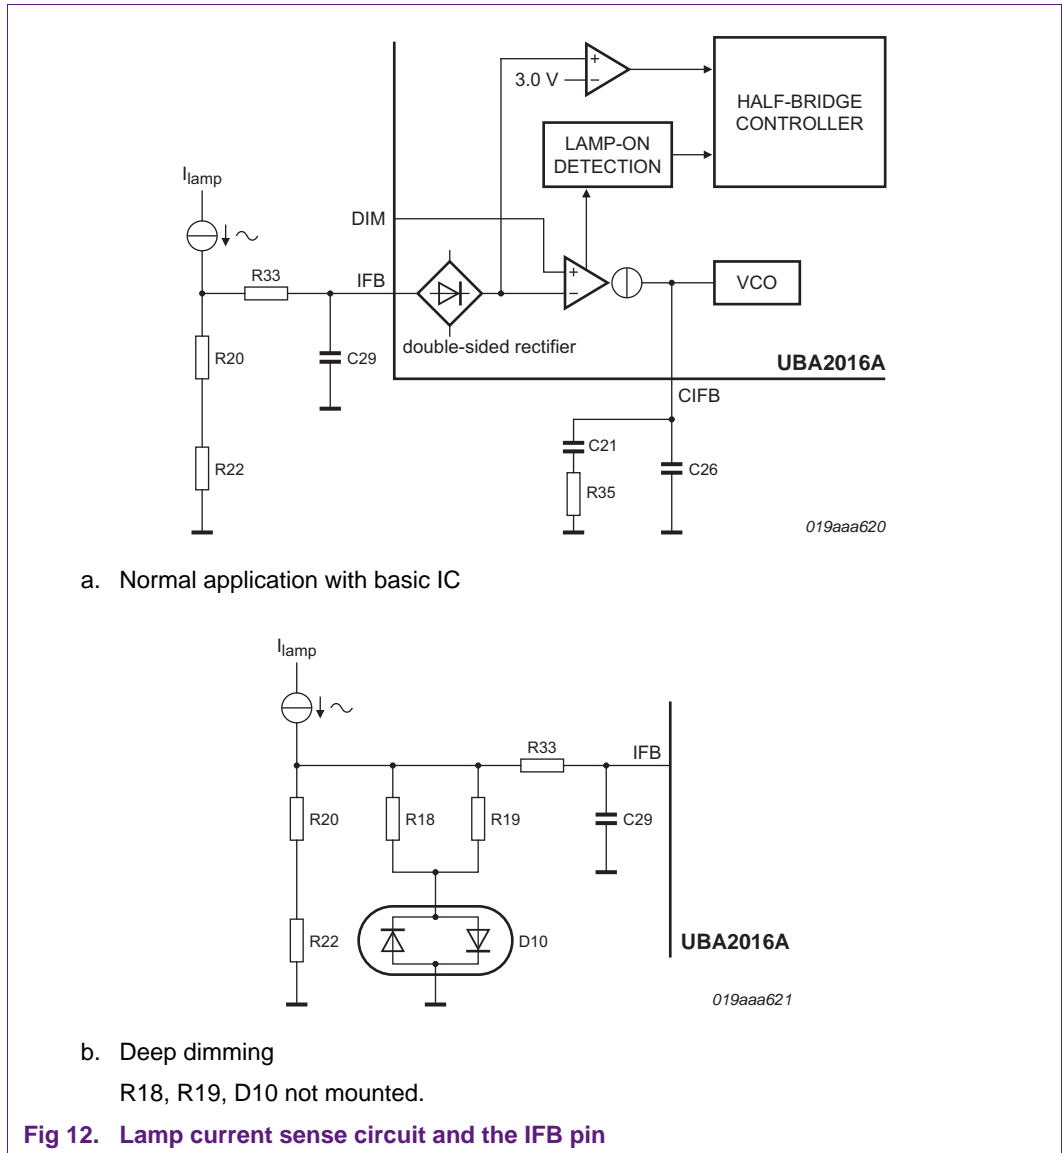 3.0 V
+
−
HALF-BRIDGE
CONTROLLER
LAMP-ON
DETECTION
Ilamp
DIM
R33
IFB
+
−
VCO
R20
C29
double-sided rectifier
UBA2016A
CIFB
R22
C21
C26
R35
019aaa620
a. Normal application with basic IC
Ilamp
R33
IFB
R20
R18
R19
C29
R22
D10
UBA2016A
019aaa621
b. Deep dimming
R18, R19, D10 not mounted.
Fig 12. Lamp current sense circuit and the IFB pin